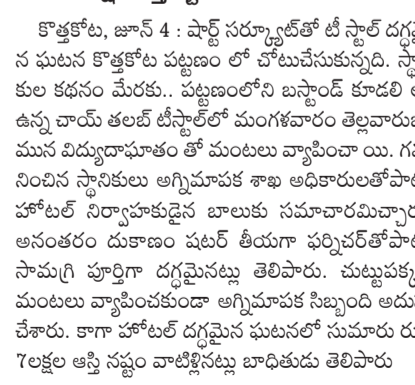 కొత్తకోట, జూన్ 4 : షార్ట్ సర్క్యూట్‌తో టీ స్టాల్ దగ్ధమై
న ఘటన కొత్తకోట పట్టణం లో చోటుచేసుకున్నది. స్థా
కుల కథనం మేరకు.. పట్టణంలోని బస్టాండ్ కూడలి
ఉన్న చాయ్ తలబ్ టీస్టాల్‌లో మంగళవారం తెల్లవారు
మున విద్యుదాఘాతం తో మంటలు వ్యాపించా యి. గ
నించిన స్థానికులు అగ్నిమాపక శాఖ అధికారులతోపా
హోటల్ నిర్వాహకుడైన బాలుకు సమాచారమిచ్చా
అనంతరం దుకాణం షటర్ తీయగా ఫర్నిచర్‌తోపా
సామగ్రి పూర్తిగా దగ్ధమైనట్లు తెలిపారు. చుట్టుపక్క
మంటలు వ్యాపించకుండా అగ్నిమాపక సిబ్బంది అదు
చేశారు. కాగా హోటల్ దగ్ధమైన ఘటనలో సుమారు రు
7లక్షల ఆస్తి నష్టం వాటిళ్లినట్లు బాధితుడు తెలిపారు